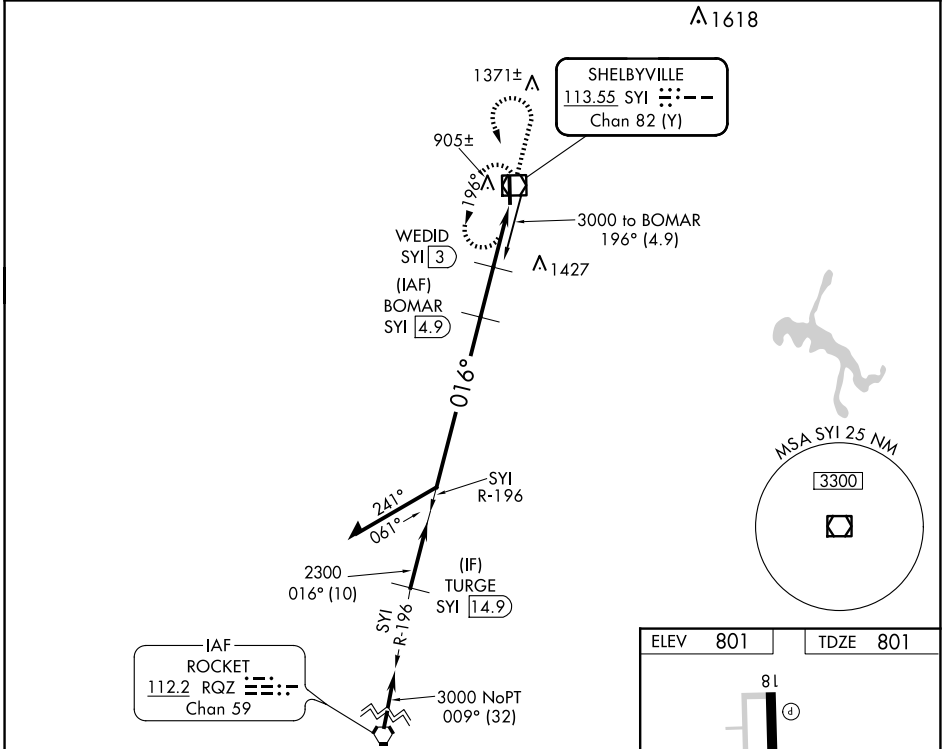 1618
1371±
SHELBYVILLE
113.55 SYI
Chan 82 (Y)
905±
196°
3000 to BOMAR
196° (4.9)
WEDID
SYI 3
1427
(IAF)
BOMAR
SYI 4.9
016°
MSA SYI 25 NM
3300
SYI
R-196
241°
061°
2300
016° (10)
(IF)
TURGE
SYI 14.9
SYI
R-196
IAF
ROCKET
112.2 RQZ
Chan 59
3000 NoPT
009° (32)
ELEV 801
TDZE 801
18
P